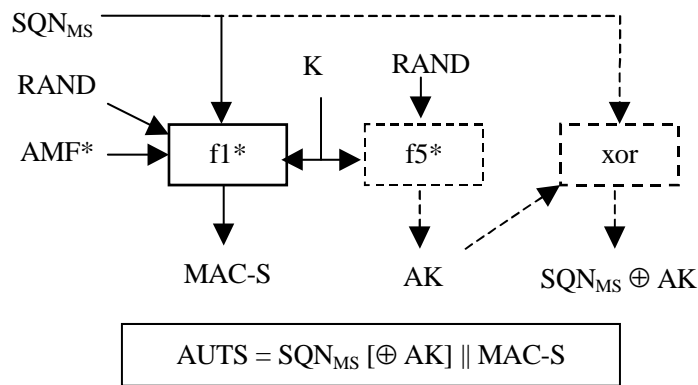 SQN_MS
K
RAND
RAND
AMF*
f1*
f5*
xor
MAC-S
AK
SQN_MS ⊕ AK
AUTS = SQN_MS [⊕ AK] || MAC-S